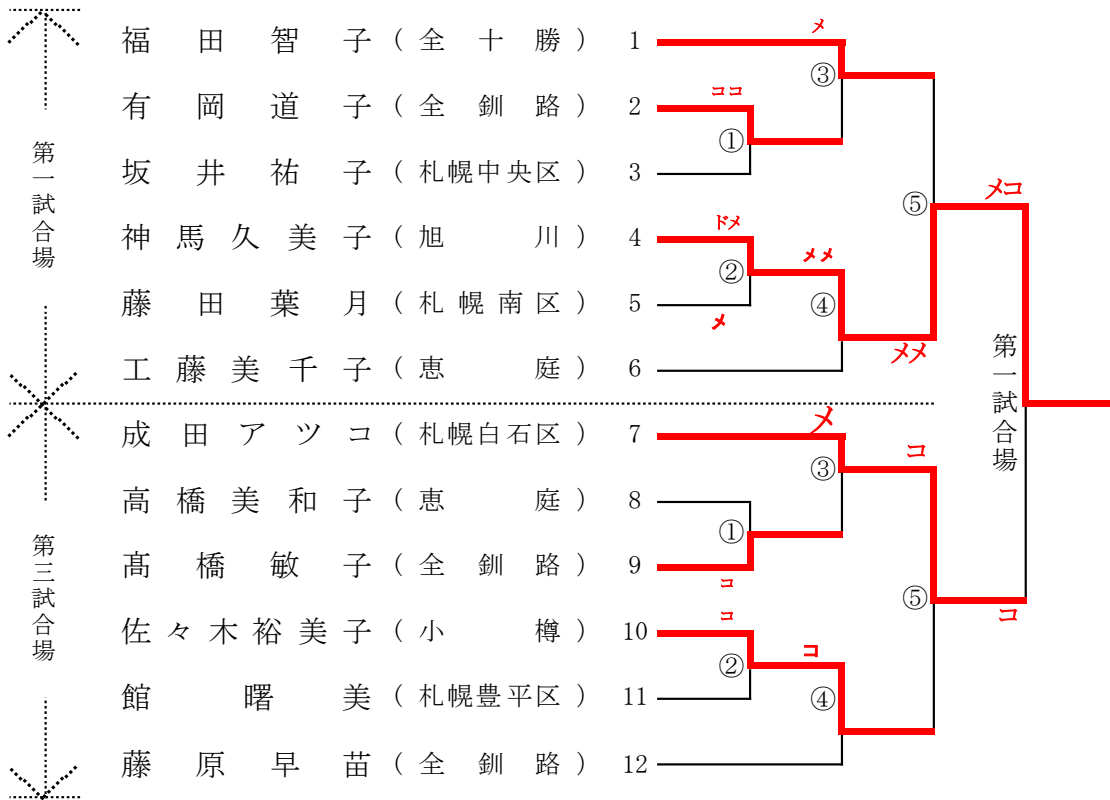 メ
福田智子(全十勝) 1
③
ココ
有岡道子(全釧路) 2
①
坂井祐子(札幌中央区) 3
第一試合場
⑤
メコ
ドメ
神馬久美子(旭川) 4
メメ
②
藤田葉月(札幌南区) 5
④
メ
メメ
工藤美千子(恵庭) 6
第一試合場
メ
成田アツコ(札幌白石区) 7
コ
③
高橋美和子(恵庭) 8
①
髙橋敏子(全釧路) 9
コ
第三試合場
⑤
コ
コ
佐々木裕美子(小樽) 10
コ
②
館曙美(札幌豊平区) 11
④
藤原早苗(全釧路) 12